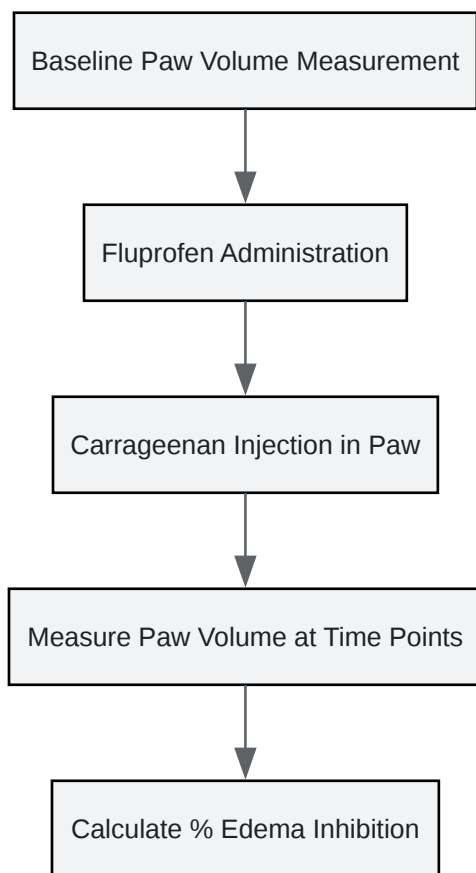 Baseline Paw Volume Measurement
Fluprofen Administration
Carrageenan Injection in Paw
Measure Paw Volume at Time Points
Calculate % Edema Inhibition